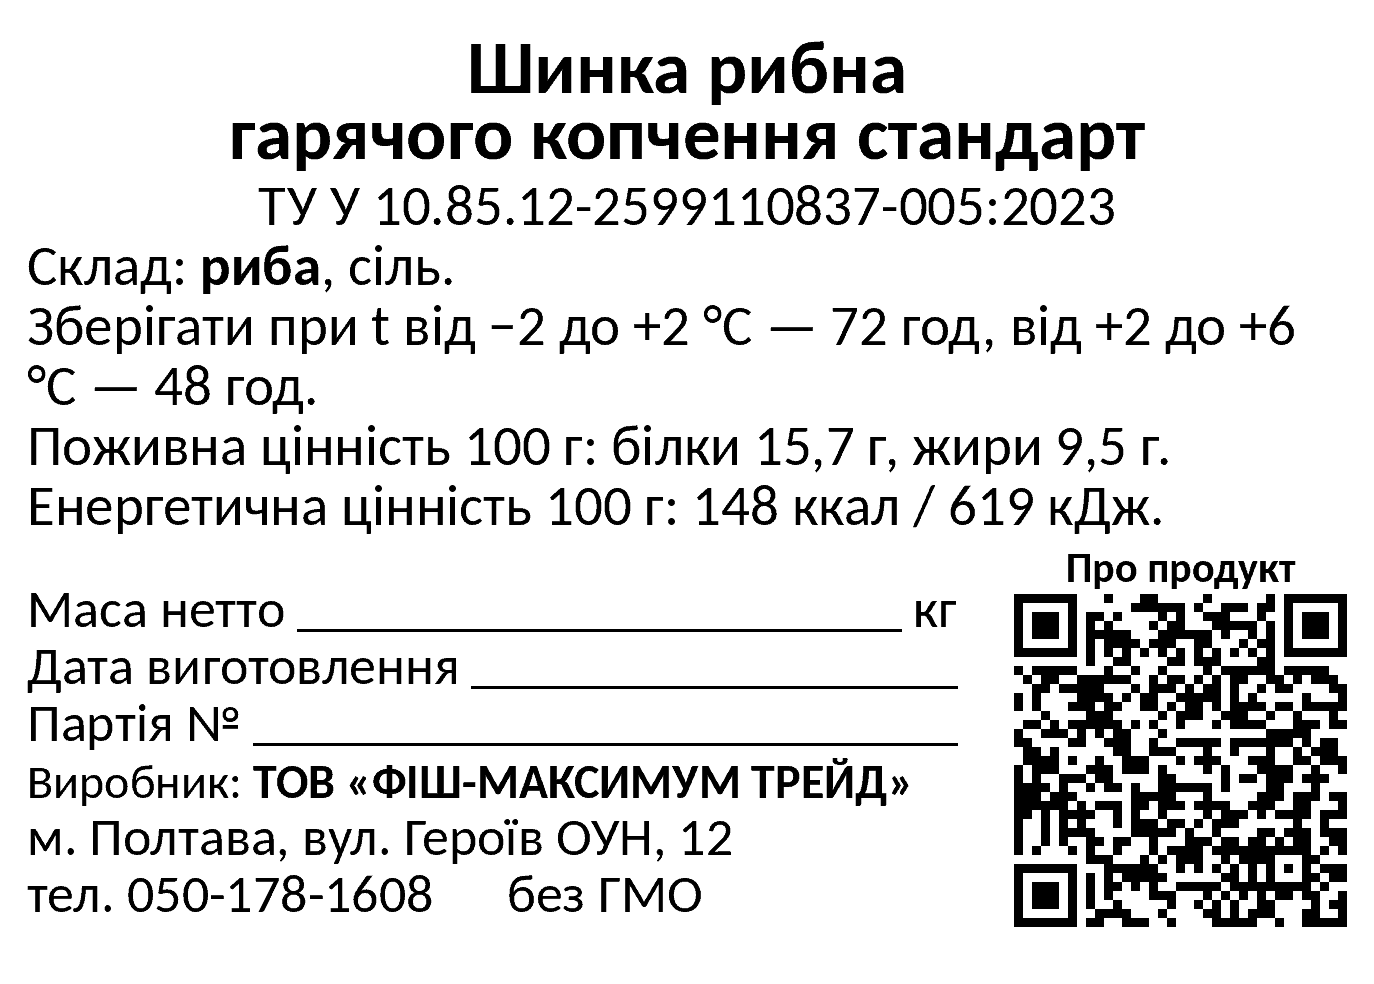 Шинка рибна
гарячого копчення стандарт
ТУ У 10.85.12-2599110837-005:2023
Склад: риба, сіль.
Зберігати при t від −2 до +2 °C — 72 год, від +2 до +6
°C — 48 год.
Поживна цінність 100 г: білки 15,7 г, жири 9,5 г.
Енергетична цінність 100 г: 148 ккал / 619 кДж.
Про продукт
Маса нетто ______________________ кг
Дата виготовлення __________________
Партія № __________________________
Виробник: ТОВ «ФІШ-МАКСИМУМ ТРЕЙД»
м. Полтава, вул. Героїв ОУН, 12
тел. 050-178-1608 без ГМО